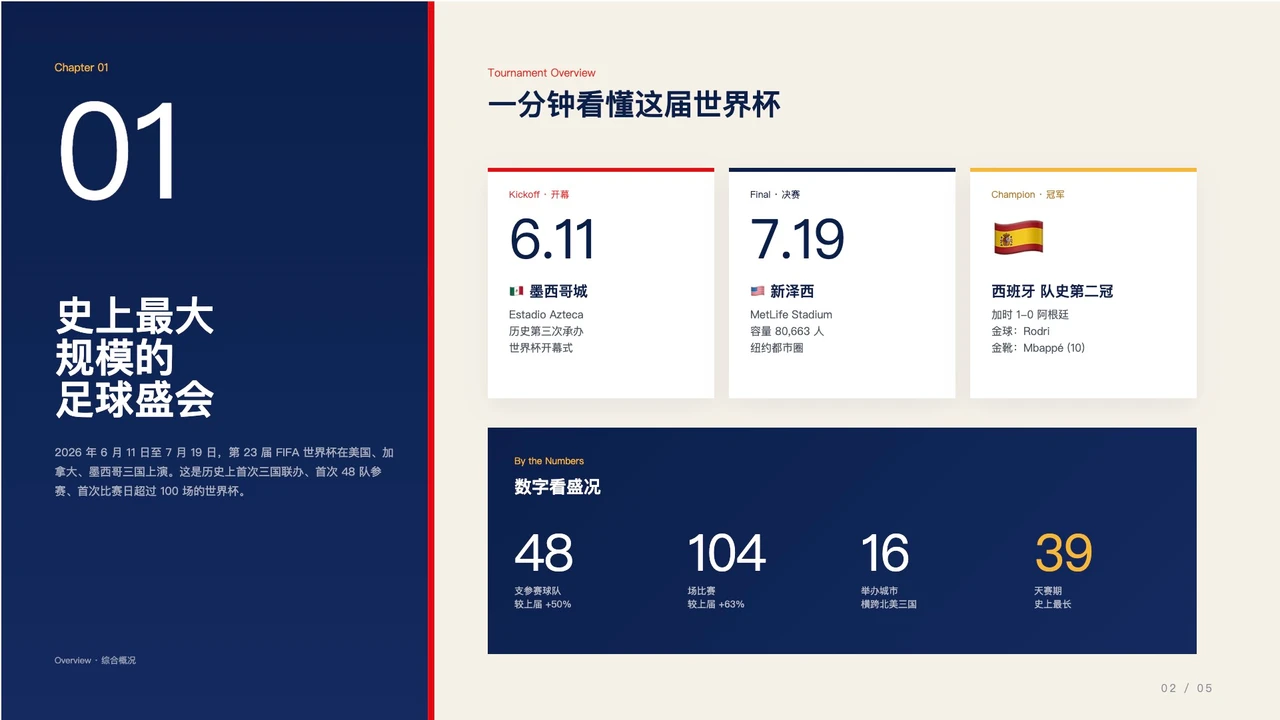 Chapter 01
01
史上最大
规模的
足球盛会
2026 年 6 月 11 日至 7 月 19 日，第 23 届 FIFA 世界杯在美国、加
拿大、墨西哥三国上演。这是历史上首次三国联办、首次 48 队参
赛、首次比赛日超过 100 场的世界杯。
Overview · 综合概况
Tournament Overview
一分钟看懂这届世界杯
Kickoff · 开幕
6.11
墨西哥城
Estadio Azteca
历史第三次承办
世界杯开幕式
Final · 决赛
7.19
新泽西
MetLife Stadium
容量 80,663 人
纽约都市圈
Champion · 冠军
西班牙 队史第二冠
加时 1–0 阿根廷
金球：Rodri
金靴：Mbappé (10)
By the Numbers
数字看盛况
48
支参赛球队
较上届 +50%
104
场比赛
较上届 +63%
16
举办城市
横跨北美三国
39
天赛期
史上最长
02 / 05